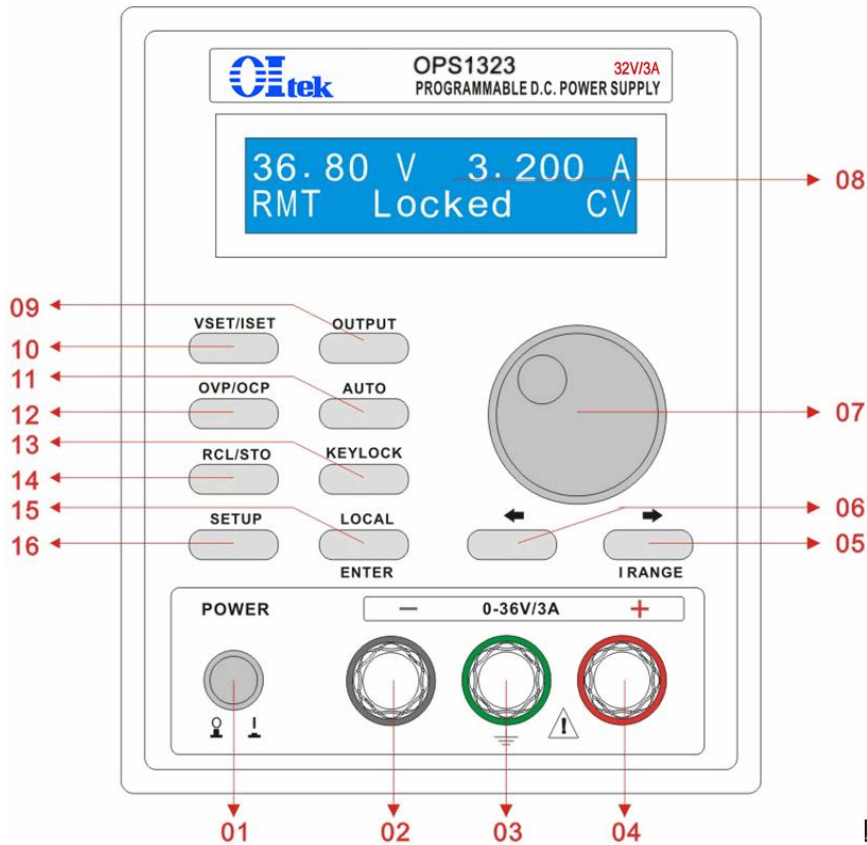 OItek OPS1323 32V/3A
PROGRAMMABLE D.C. POWER SUPPLY
36.80 V 3.200 A
RMT Locked CV
08
09
VSET/ISET OUTPUT
10
11
OVP/OCP AUTO
12
07
13
RCL/STO KEYLOCK
14
15
06
SETUP LOCAL
16
05
ENTER I RANGE
POWER − 0-36V/3A +
O I
!
01 02 03 04